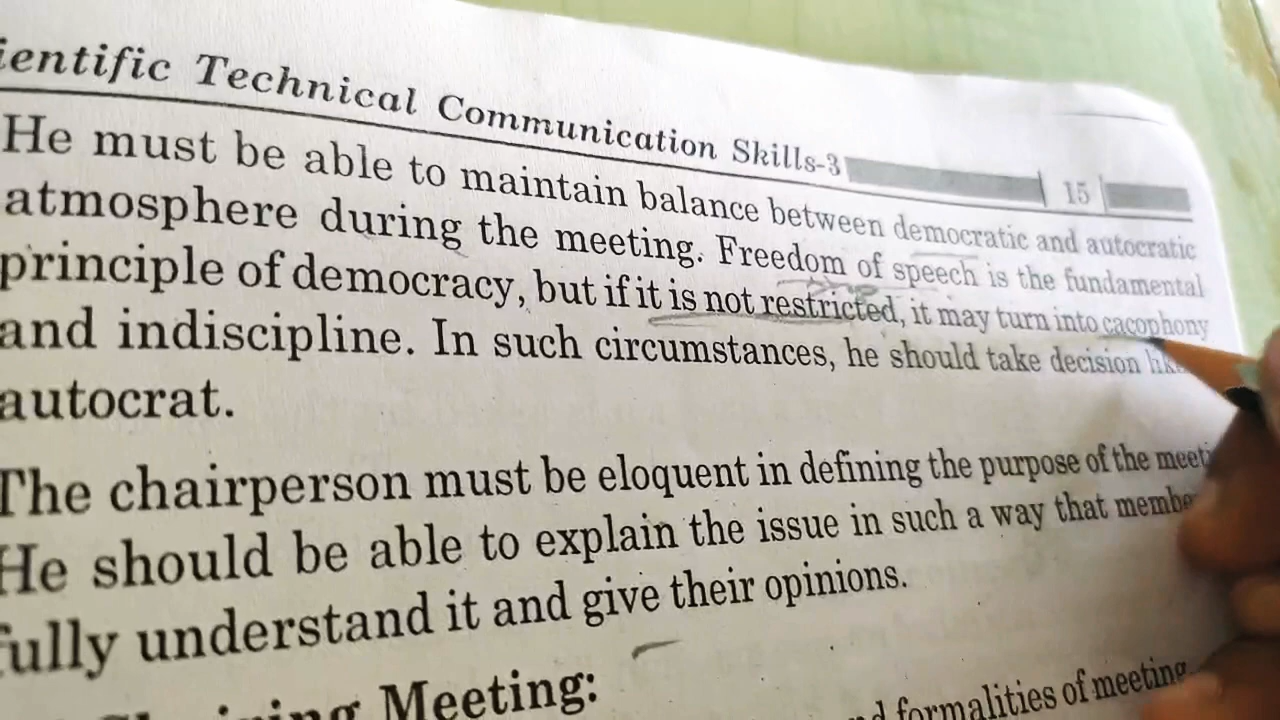 ientific Technical Communication Skills-3 15
He must be able to maintain balance between democratic and autocratic
atmosphere during the meeting. Freedom of speech is the fundamental
principle of democracy, but if it is not restricted, it may turn into cacophony
and indiscipline. In such circumstances, he should take decision
autocrat.
The chairperson must be eloquent in defining the purpose of the meeti
He should be able to explain the issue in such a way that membe
fully understand it and give their opinions.
Meeting:
formalities of meeting